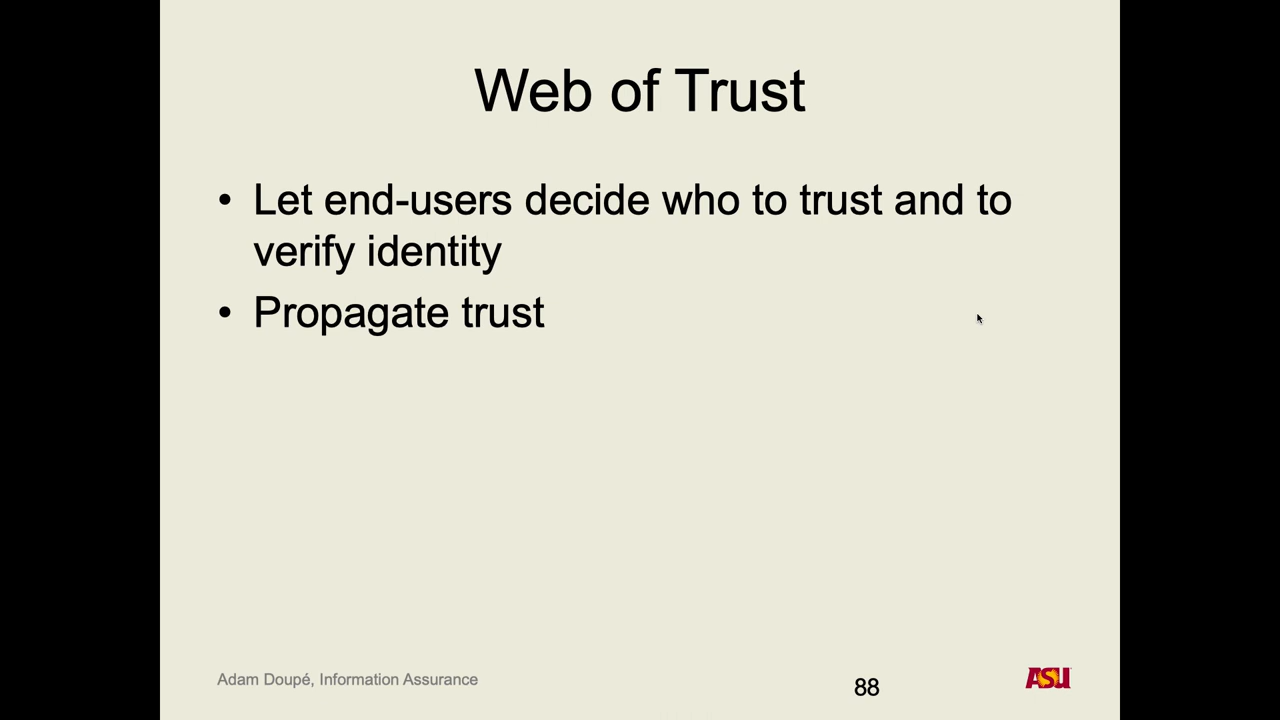 Web of Trust
• Let end-users decide who to trust and to
verify identity
• Propagate trust
Adam Doupé, Information Assurance
88
ASU